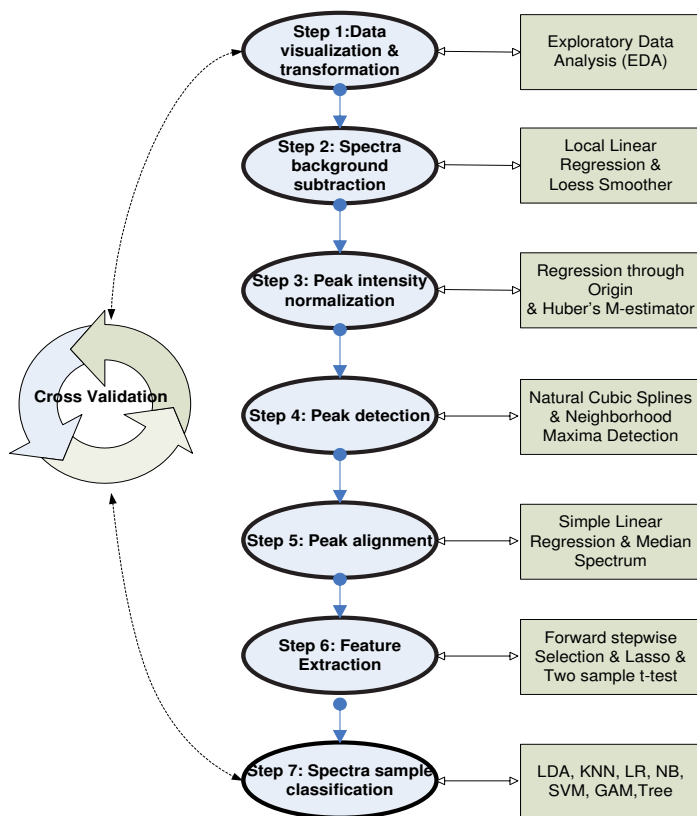 Step 1:Data
visualization &
transformation
Exploratory Data
Analysis (EDA)
Step 2: Spectra
background
subtraction
Local Linear
Regression &
Loess Smoother
Step 3: Peak intensity
normalization
Regression through
Origin
& Huber's M-estimator
Cross Validation
Step 4: Peak detection
Natural Cubic Splines
& Neighborhood
Maxima Detection
Step 5: Peak alignment
Simple Linear
Regression & Median
Spectrum
Step 6: Feature
Extraction
Forward stepwise
Selection & Lasso &
Two sample t-test
Step 7: Spectra sample
classification
LDA, KNN, LR, NB,
SVM, GAM,Tree